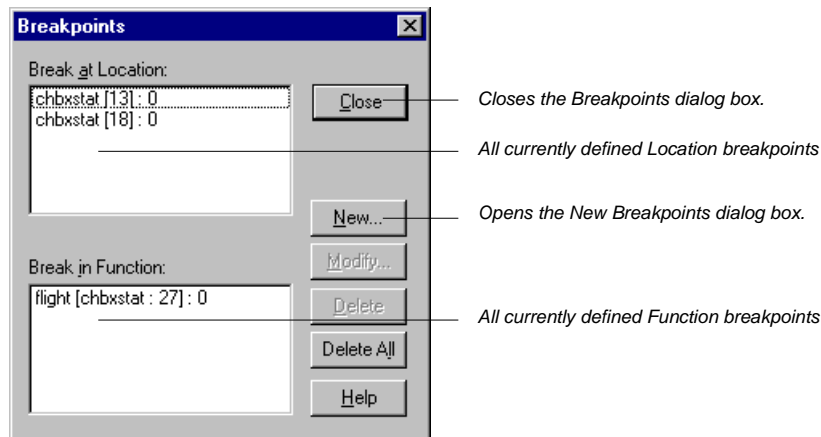 Breakpoints
Break at Location:
chbxstat [13] : 0
chbxstat [18] : 0
Close
Closes the Breakpoints dialog box.
All currently defined Location breakpoints
New...
Opens the New Breakpoints dialog box.
Modify...
Break in Function:
flight [chbxstat : 27] : 0
Delete
All currently defined Function breakpoints
Delete All
Help